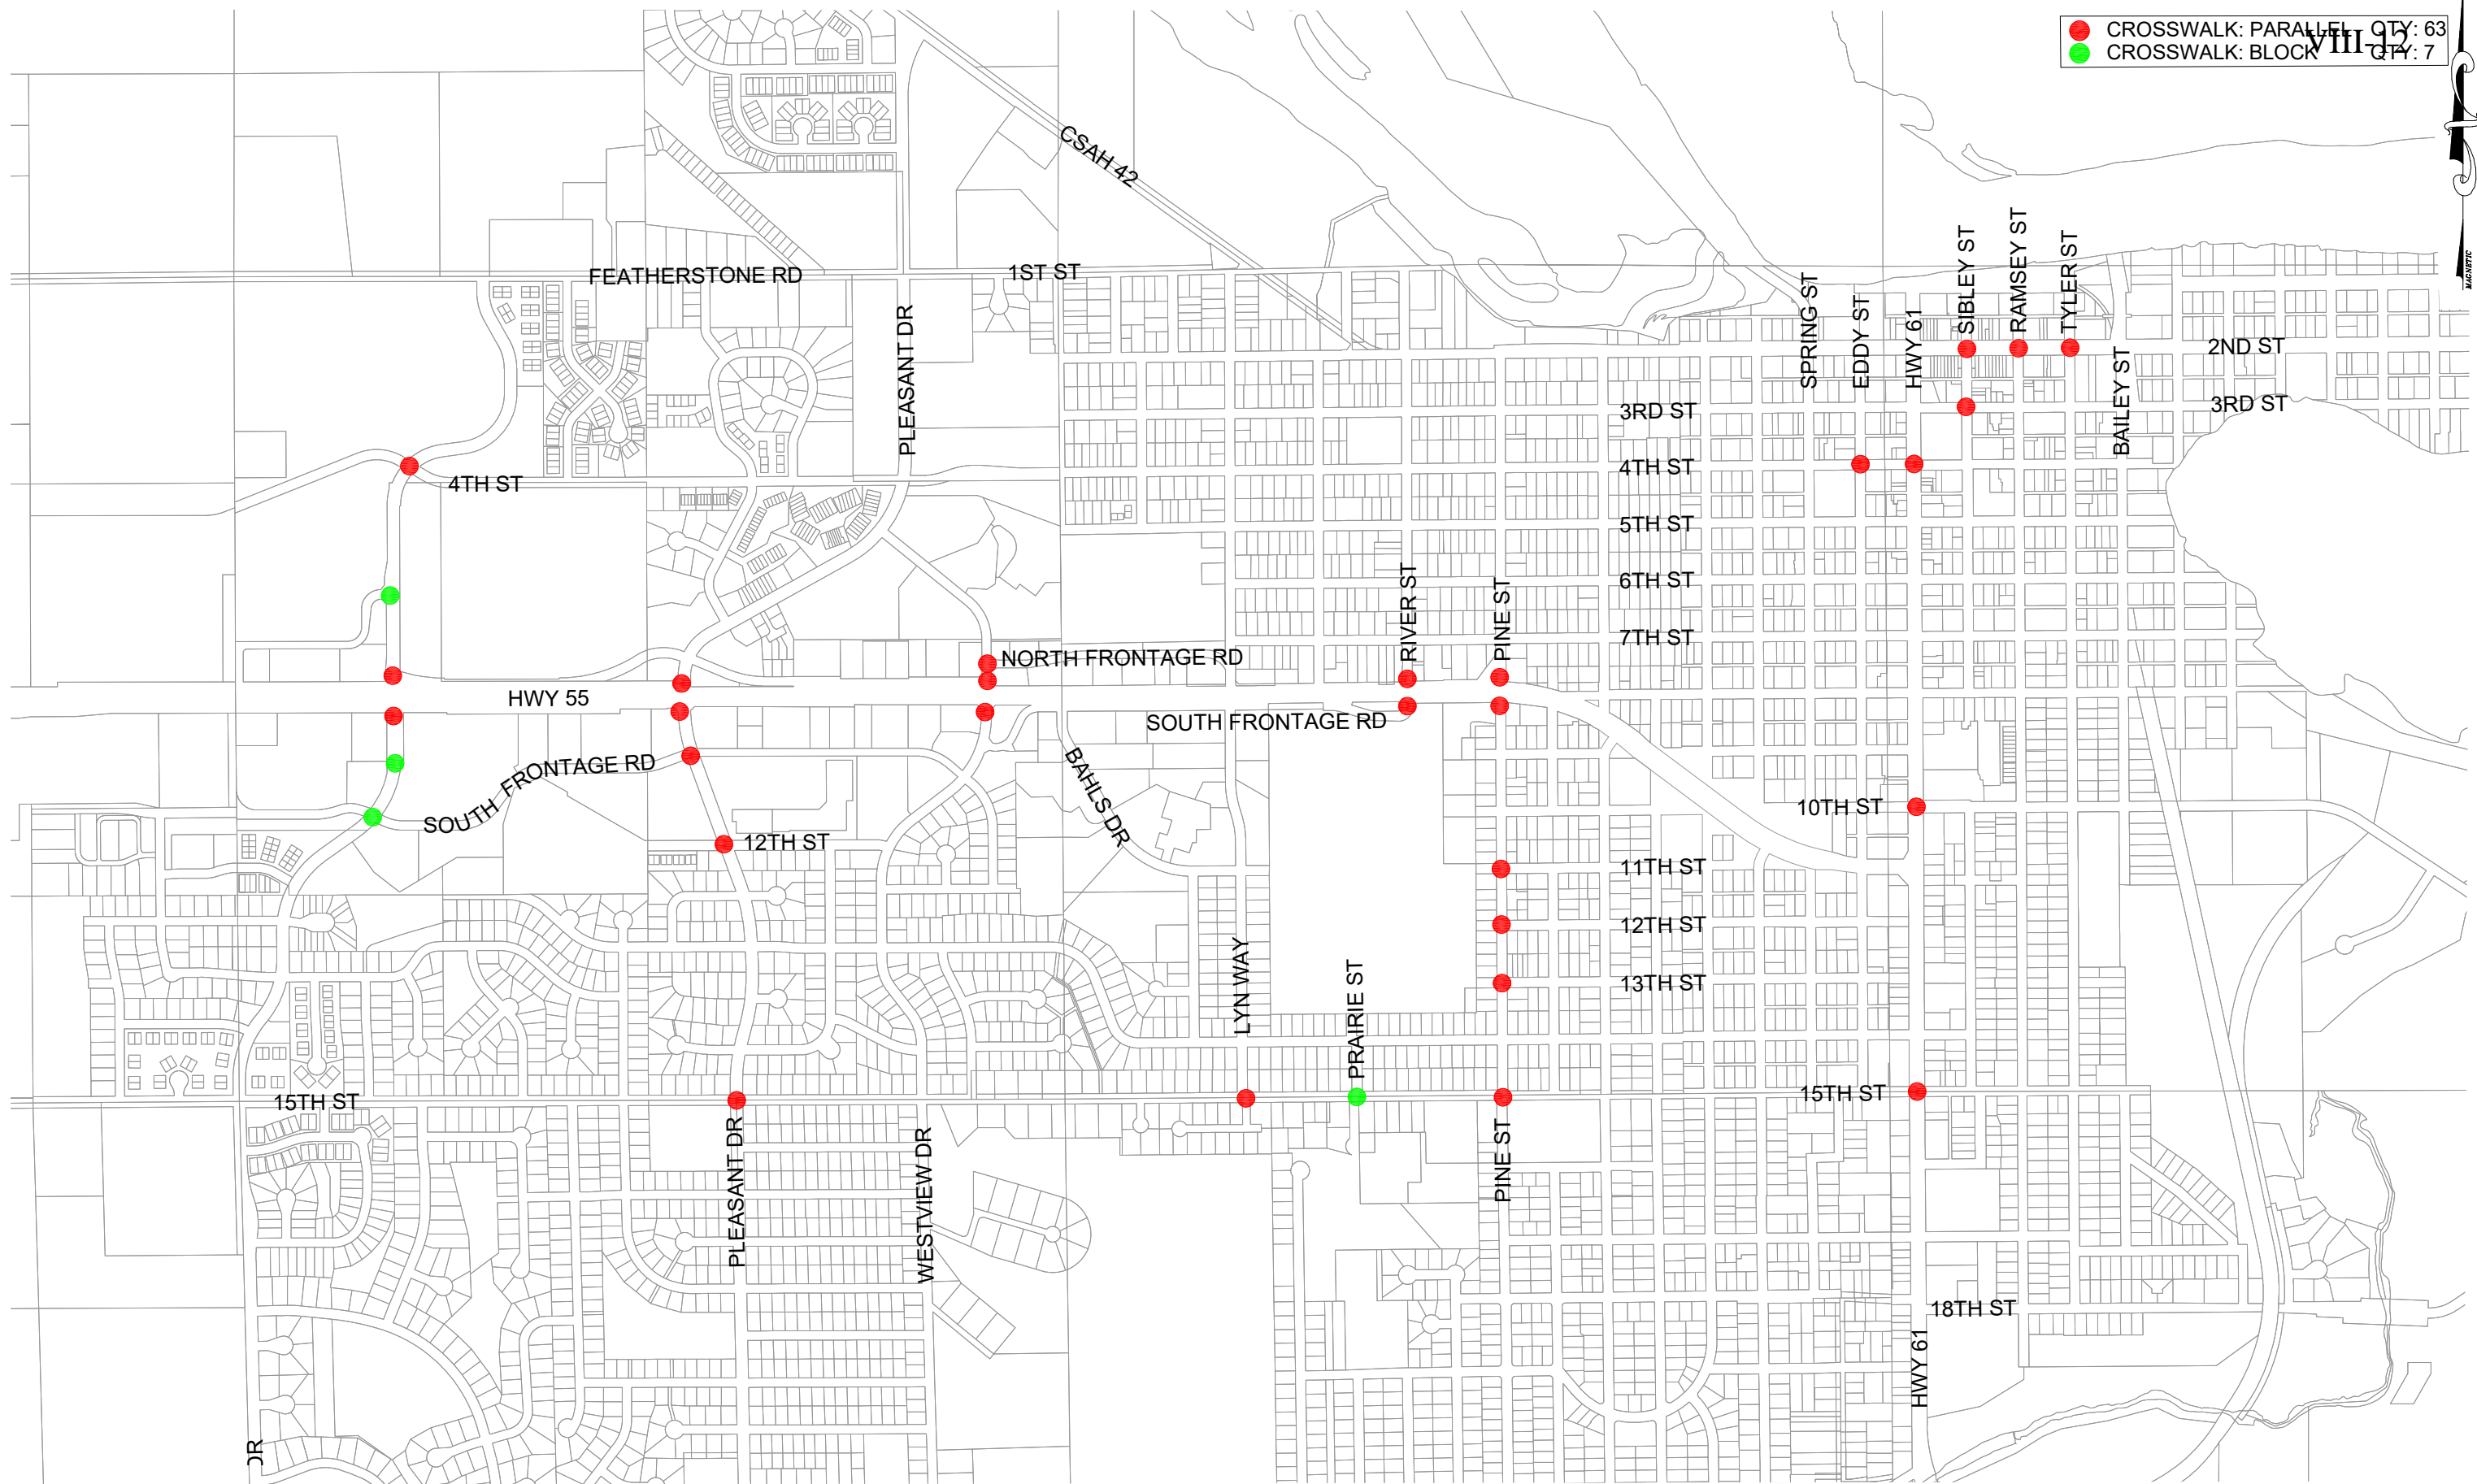 CROSSWALK: PARALLEL QTY: 63
VIII-12
CROSSWALK: BLOCK QTY: 7
MAGNETIC
CSAH 42
FEATHERSTONE RD
1ST ST
PLEASANT DR
SPRING ST
EDDY ST
HWY 61
SIBLEY ST
RAMSEY ST
TYLER ST
BAILEY ST
2ND ST
3RD ST
3RD ST
4TH ST
4TH ST
5TH ST
6TH ST
7TH ST
RIVER ST
PINE ST
NORTH FRONTAGE RD
HWY 55
SOUTH FRONTAGE RD
SOUTH FRONTAGE RD
BAHLS DR
10TH ST
12TH ST
11TH ST
12TH ST
13TH ST
LYN WAY
PRAIRIE ST
15TH ST
15TH ST
PLEASANT DR
WESTVIEW DR
PINE ST
18TH ST
HWY 61
DR